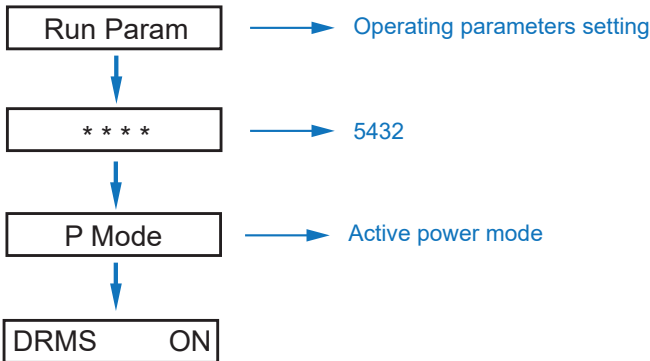 Run Param
Operating parameters setting
* * * *
5432
P Mode
Active power mode
DRMS ON